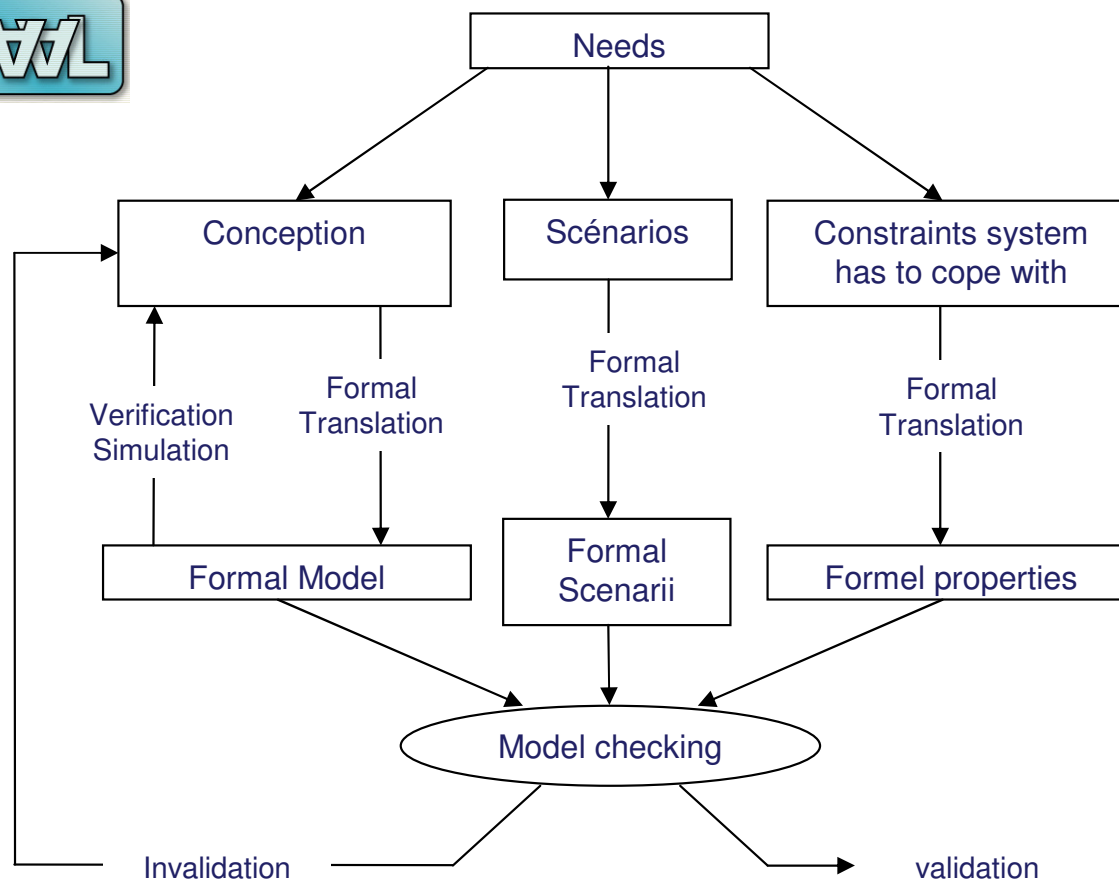 Needs
Conception
Scénarios
Constraints system
has to cope with
Verification
Simulation
Formal
Translation
Formal
Translation
Formal
Translation
Formal Model
Formal
Scenarii
Formel properties
Model checking
Invalidation
validation